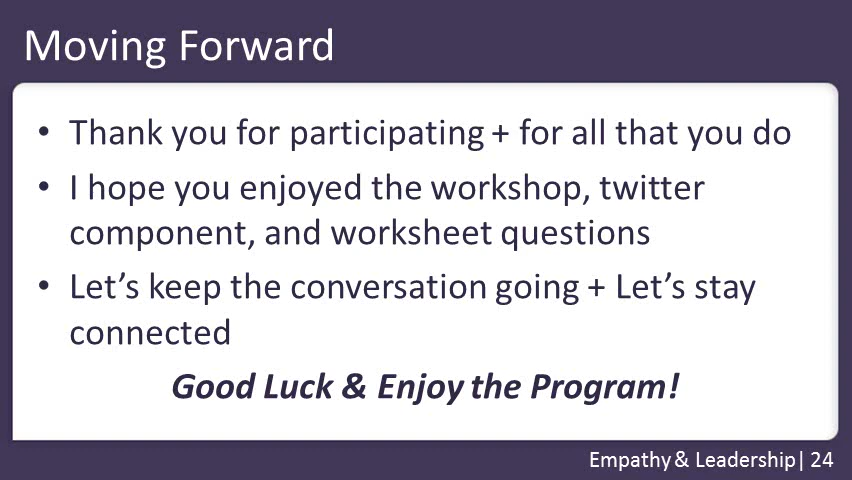 Moving Forward
• Thank you for participating + for all that you do
• I hope you enjoyed the workshop, twitter
component, and worksheet questions
• Let’s keep the conversation going + Let’s stay
connected
Good Luck & Enjoy the Program!
Empathy & Leadership| 24